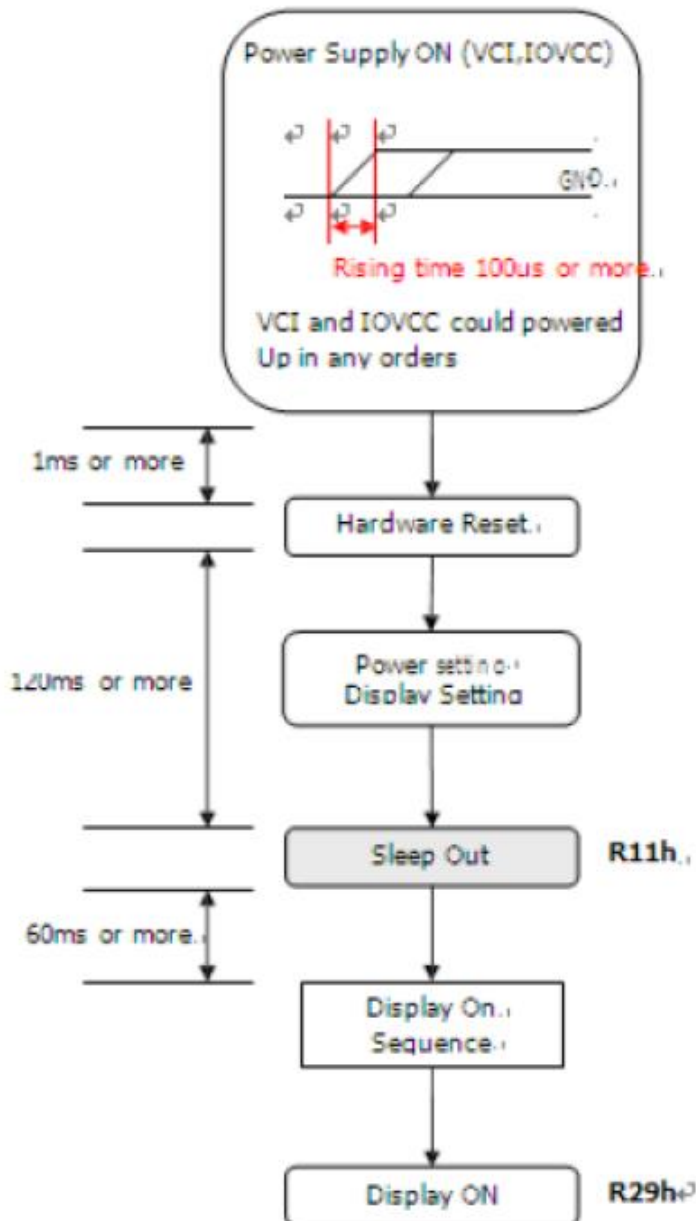 Power Supply ON (VCI,IOVCC)
GND
Rising time 100us or more.
VCI and IOVCC could powered
Up in any orders
1ms or more
Hardware Reset.
Power setting
Display Setting
120ms or more
Sleep Out
R11h.
60ms or more.
Display On.
Sequence.
Display ON
R29h